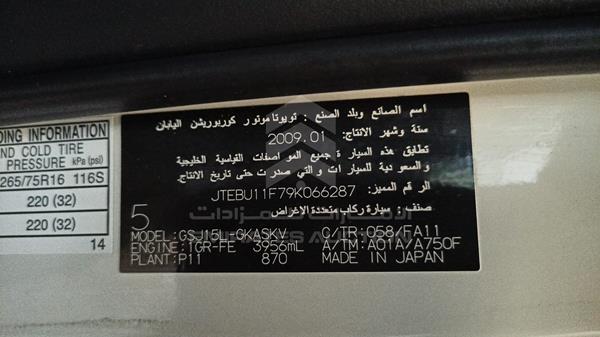 DING INFORMATION
ND COLD TIRE
PRESSURE kPa(psi)
265/75R16 116S
220 (32)
220 (32)
14
اسم الصانع وبلد الصنع : تويوتا موتور كوربوريشن اليابان
سنة وشهر الانتاج: 2009.01
تطابق هذه السيارة جميع المواصفات القياسية الخليجية
والسعودية للسيارات والتي صدرت حتى تاريخ الانتاج
الرقم المميز: JTEBU11F79K066287
صنف: سيارة ركاب متعددة الاغراض
5
MODEL:GSJ15L-GKASKV C/TR:058/FA11
ENGINE:1GR-FE 3956mL A/TM:A01A/A750F
PLANT:P11 870 MADE IN JAPAN
الامارات للمزادات